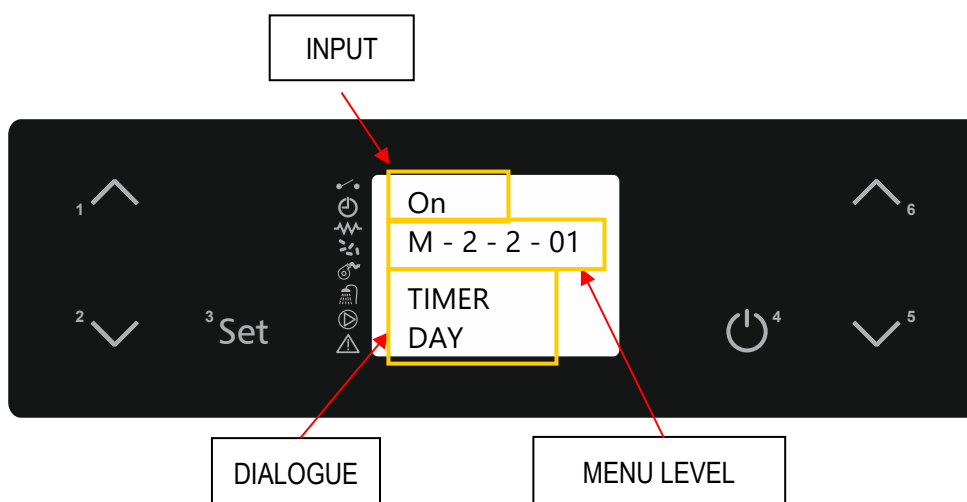 INPUT
On
M - 2 - 2 - 01
TIMER
DAY
1
2
3 Set
4
5
6
DIALOGUE
MENU LEVEL